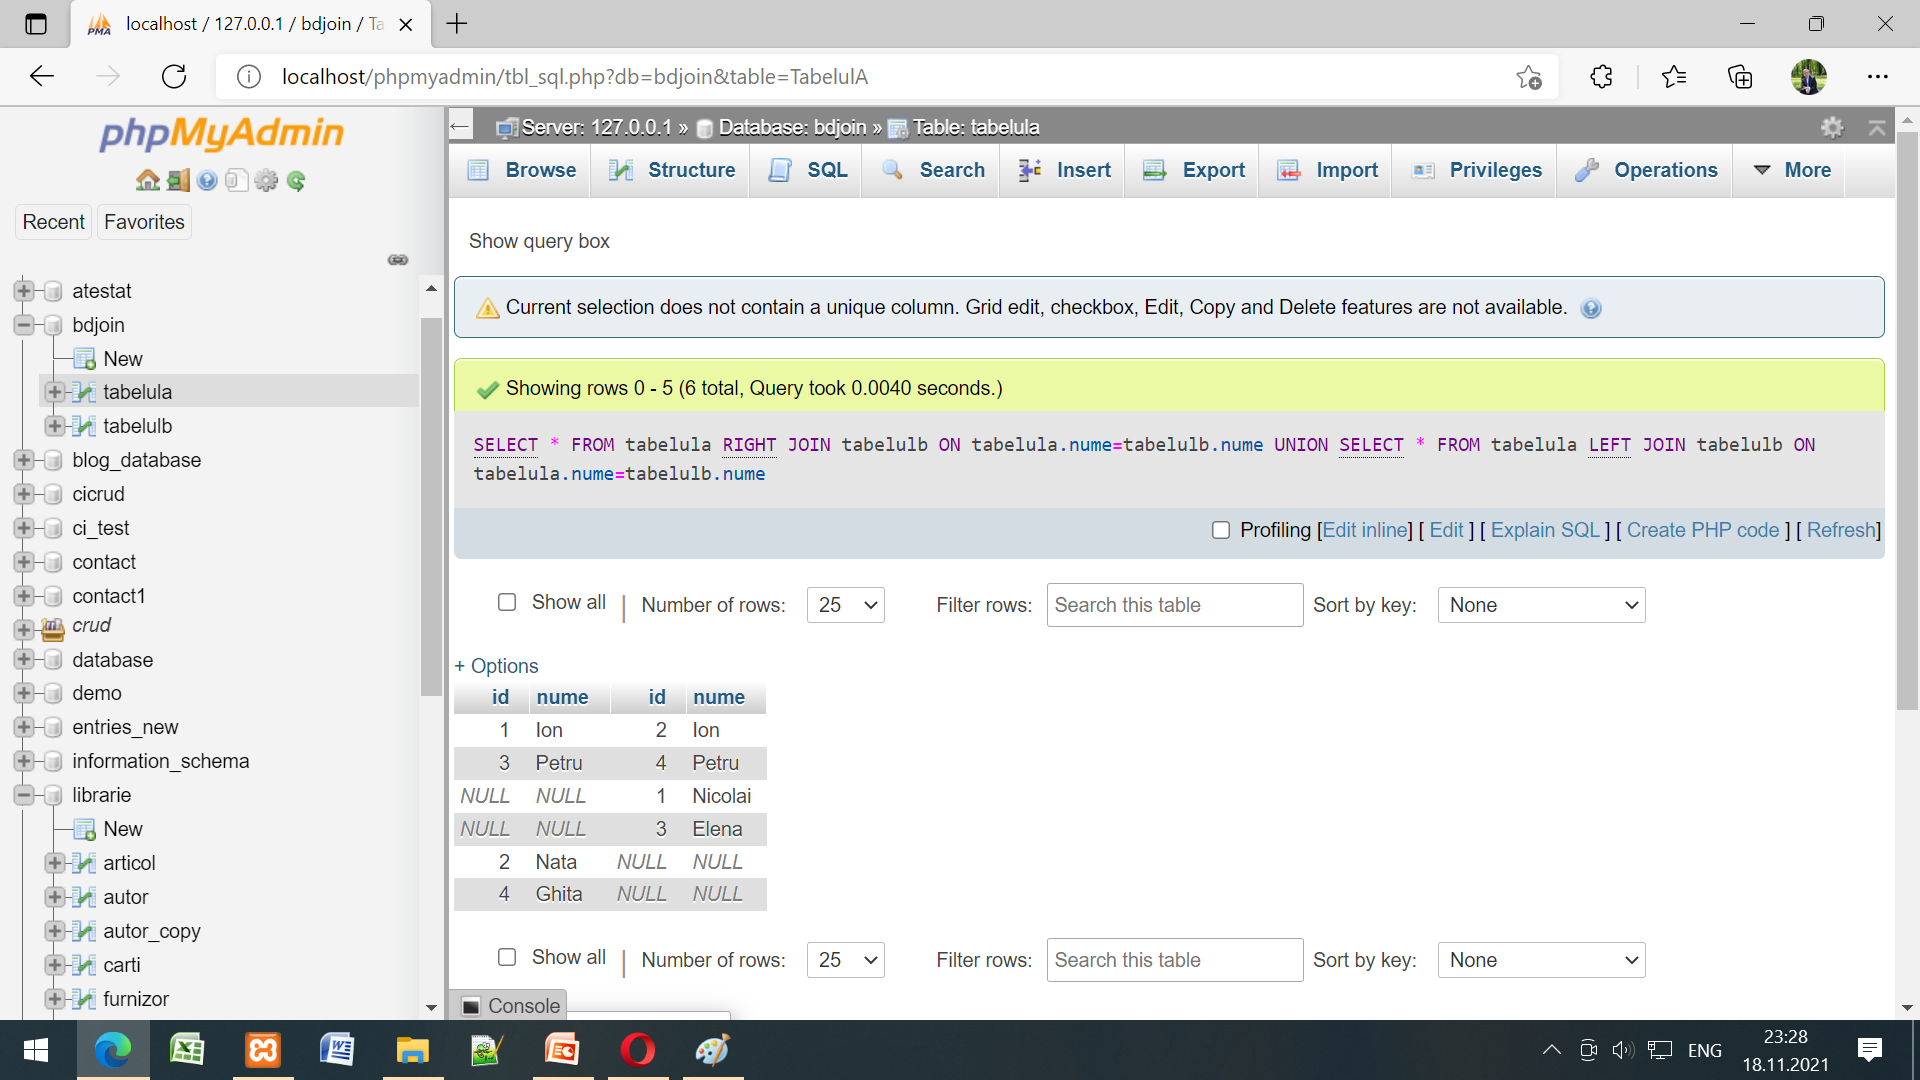 localhost / 127.0.0.1 / bdjoin / Ta
localhost/phpmyadmin/tbl_sql.php?db=bdjoin&table=TabelulA
phpMyAdmin
Recent
Favorites
atestat
bdjoin
New
tabelula
tabelulb
blog_database
cicrud
ci_test
contact
contact1
crud
database
demo
entries_new
information_schema
librarie
New
articol
autor
autor_copy
carti
furnizor
Server: 127.0.0.1 » Database: bdjoin » Table: tabelula
Browse Structure SQL Search Insert Export Import Privileges Operations More
Show query box
Current selection does not contain a unique column. Grid edit, checkbox, Edit, Copy and Delete features are not available.
Showing rows 0 - 5 (6 total, Query took 0.0040 seconds.)
SELECT * FROM tabelula RIGHT JOIN tabelulb ON tabelula.nume=tabelulb.nume UNION SELECT * FROM tabelula LEFT JOIN tabelulb ON
tabelula.nume=tabelulb.nume
Profiling [Edit inline] [ Edit ] [ Explain SQL ] [ Create PHP code ] [ Refresh]
Show all | Number of rows: 25 Filter rows: Search this table Sort by key: None
+ Options
id nume id nume
1 Ion 2 Ion
3 Petru 4 Petru
NULL NULL 1 Nicolai
NULL NULL 3 Elena
2 Nata NULL NULL
4 Ghita NULL NULL
Show all | Number of rows: 25 Filter rows: Search this table Sort by key: None
Console
ENG
23:28
18.11.2021